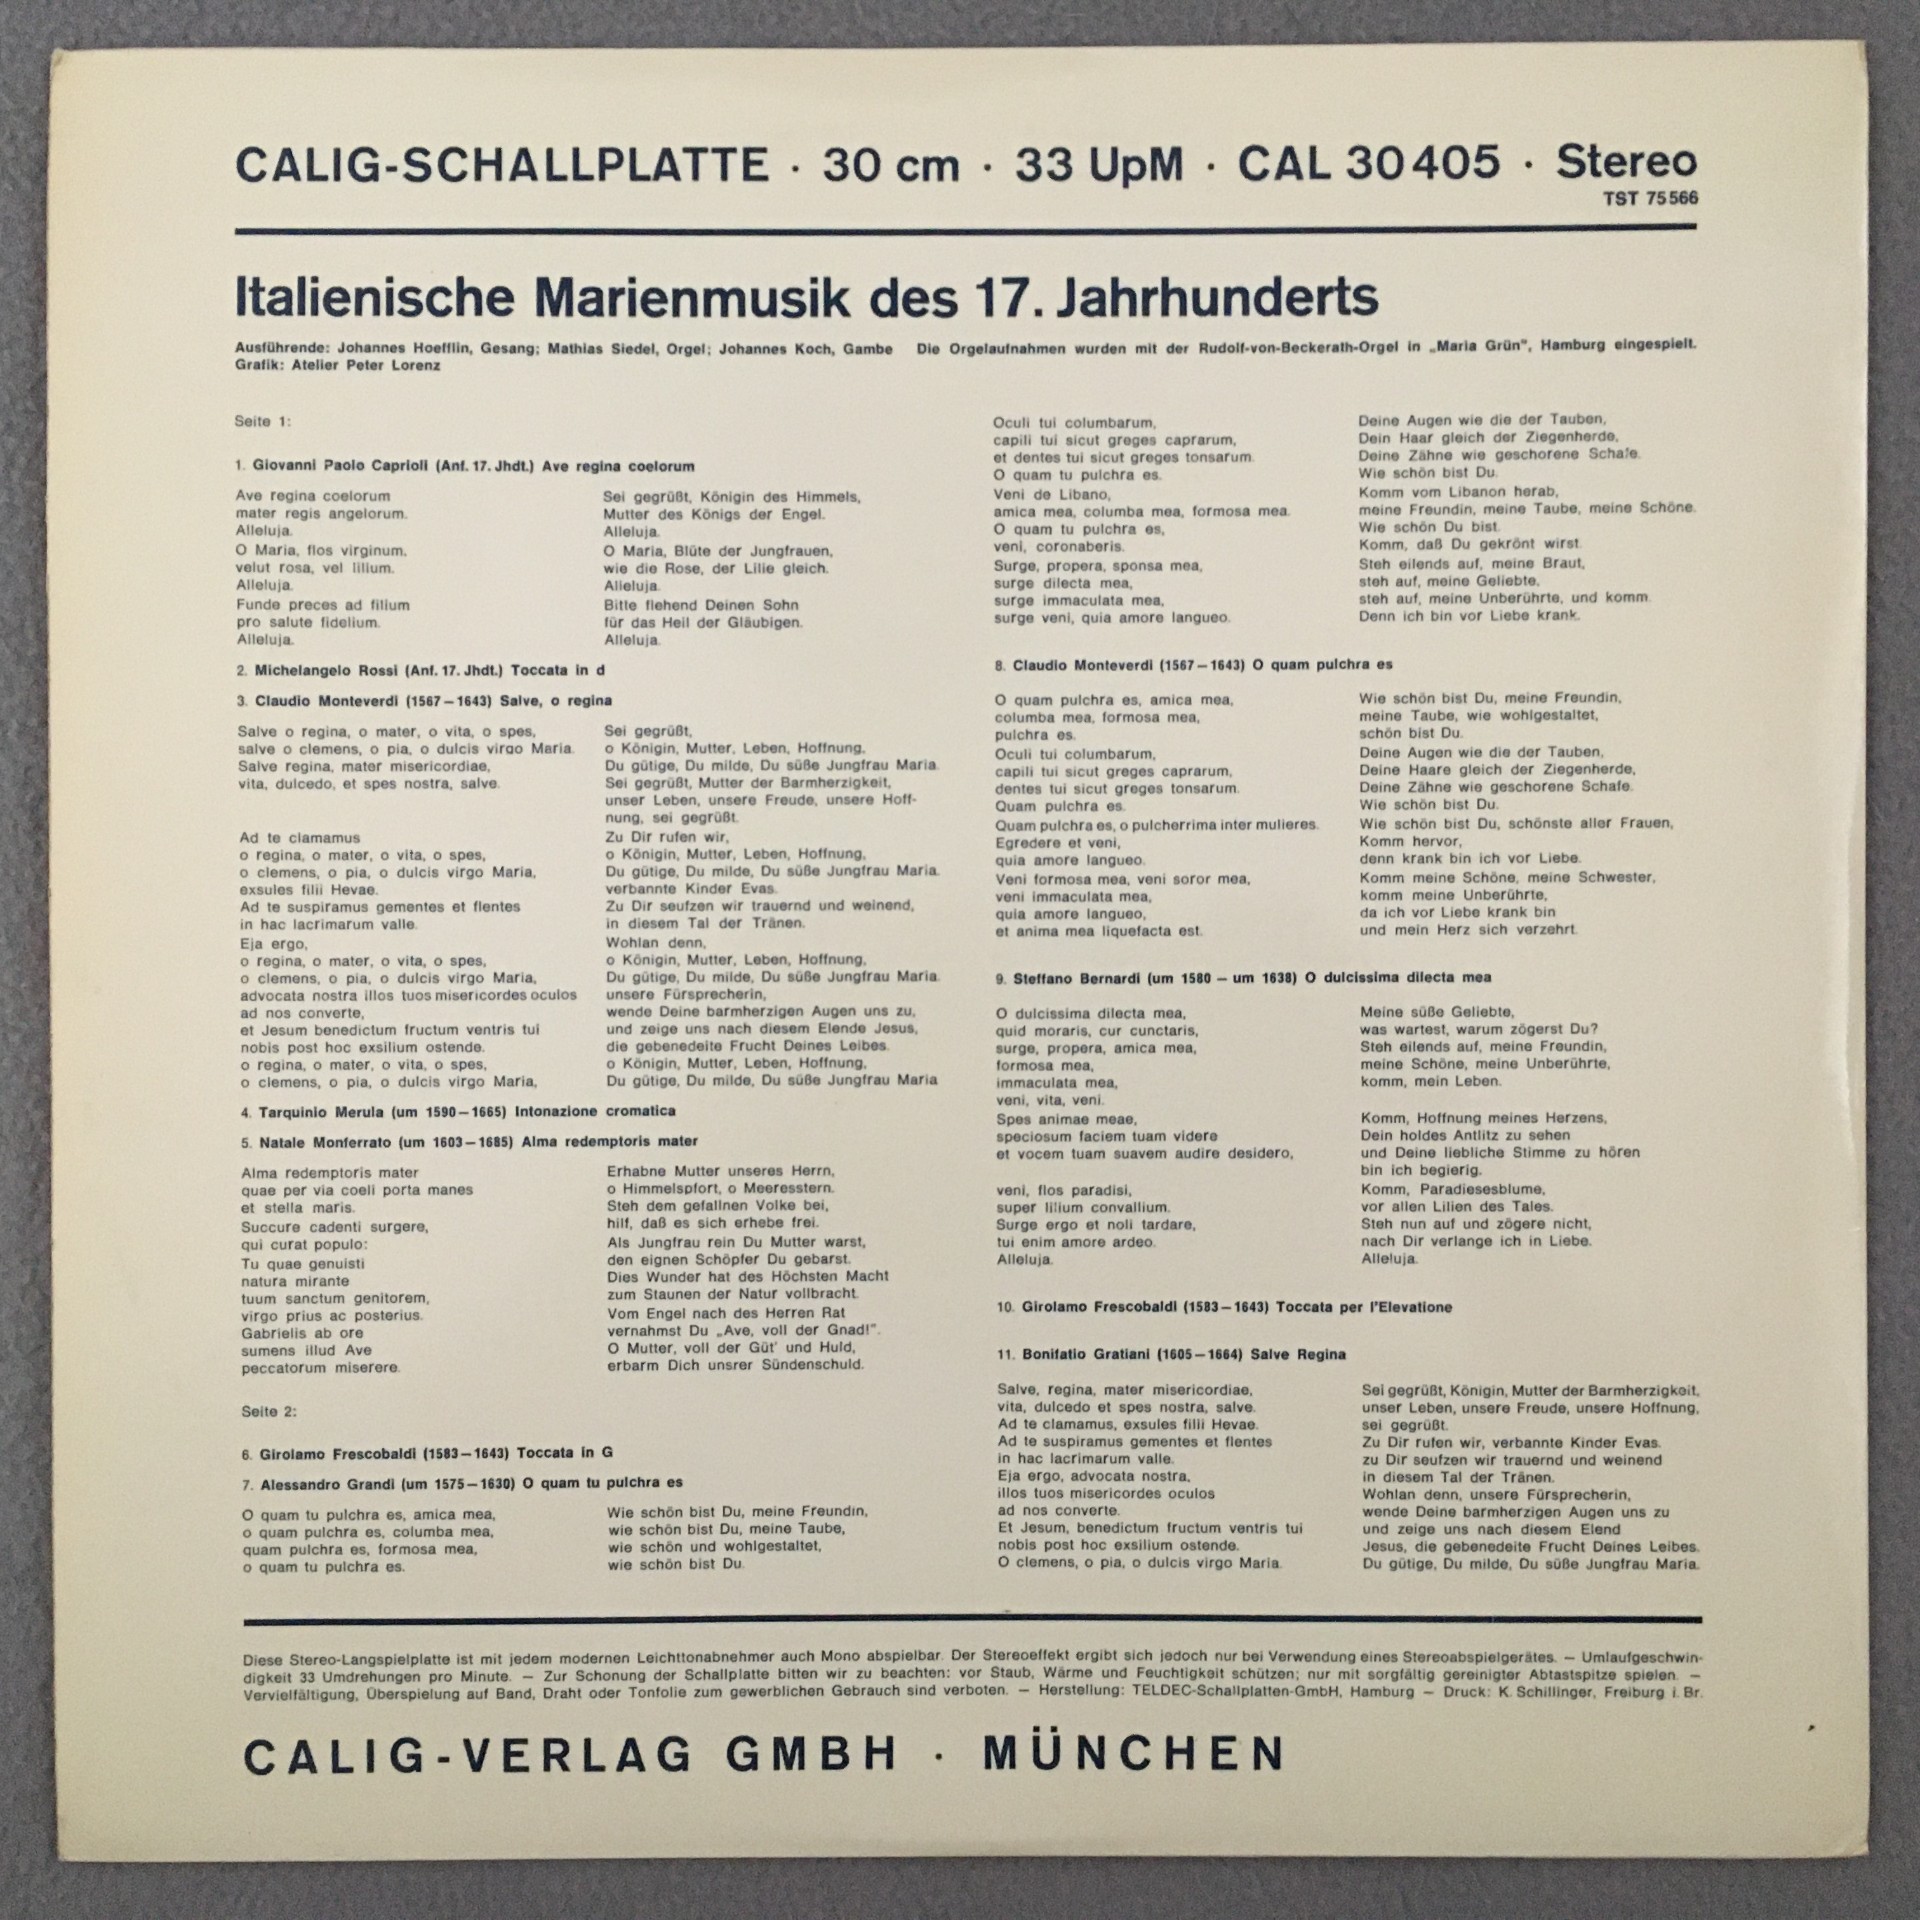 CALIG-SCHALLPLATTE · 30 cm · 33 UpM · CAL 30405 · Stereo
TST 75566
Italienische Marienmusik des 17. Jahrhunderts
Ausführende: Johannes Hoefflin, Gesang; Mathias Siedel, Orgel; Johannes Koch, Gambe Die Orgelaufnahmen wurden mit der Rudolf-von-Beckerath-Orgel in „Maria Grün", Hamburg eingespielt.
Grafik: Atelier Peter Lorenz
Seite 1:
1. Giovanni Paolo Caprioli (Anf. 17. Jhdt.) Ave regina coelorum
Ave regina coelorum
mater regis angelorum.
Alleluja.
O Maria, flos virginum.
velut rosa, vel lilium.
Alleluja.
Funde preces ad filium
pro salute fidelium.
Alleluja.
Sei gegrüßt, Königin des Himmels,
Mutter des Königs der Engel.
Alleluja.
O Maria, Blüte der Jungfrauen,
wie die Rose, der Lilie gleich.
Alleluja.
Bitte flehend Deinen Sohn
für das Heil der Gläubigen.
Alleluja.
2. Michelangelo Rossi (Anf. 17. Jhdt.) Toccata in d
3. Claudio Monteverdi (1567–1643) Salve, o regina
Salve o regina, o mater, o vita, o spes,
salve o clemens, o pia, o dulcis virgo Maria.
Salve regina, mater misericordiae,
vita, dulcedo, et spes nostra, salve.
Ad te clamamus
o regina, o mater, o vita, o spes,
o clemens, o pia, o dulcis virgo Maria,
exsules filii Hevae.
Ad te suspiramus gementes et flentes
in hac lacrimarum valle.
Eja ergo,
o regina, o mater, o vita, o spes,
o clemens, o pia, o dulcis virgo Maria,
advocata nostra illos tuos misericordes oculos
ad nos converte,
et Jesum benedictum fructum ventris tui
nobis post hoc exsilium ostende.
o regina, o mater, o vita, o spes,
o clemens, o pia, o dulcis virgo Maria,
Sei gegrüßt,
o Königin, Mutter, Leben, Hoffnung,
Du gütige, Du milde, Du süße Jungfrau Maria.
Sei gegrüßt, Mutter der Barmherzigkeit,
unser Leben, unsere Freude, unsere Hoff-
nung, sei gegrüßt.
Zu Dir rufen wir,
o Königin, Mutter, Leben, Hoffnung,
Du gütige, Du milde, Du süße Jungfrau Maria.
verbannte Kinder Evas.
Zu Dir seufzen wir trauernd und weinend,
in diesem Tal der Tränen.
Wohlan denn,
o Königin, Mutter, Leben, Hoffnung,
Du gütige, Du milde, Du süße Jungfrau Maria.
unsere Fürsprecherin,
wende Deine barmherzigen Augen uns zu,
und zeige uns nach diesem Elende Jesus,
die gebenedeite Frucht Deines Leibes.
o Königin, Mutter, Leben, Hoffnung,
Du gütige, Du milde, Du süße Jungfrau Maria
4. Tarquinio Merula (um 1590–1665) Intonazione cromatica
5. Natale Monferrato (um 1603–1685) Alma redemptoris mater
Alma redemptoris mater
quae per via coeli porta manes
et stella maris.
Succure cadenti surgere,
qui curat populo:
Tu quae genuisti
natura mirante
tuum sanctum genitorem,
virgo prius ac posterius.
Gabrielis ab ore
sumens illud Ave
peccatorum miserere.
Erhabne Mutter unseres Herrn,
o Himmelspfort, o Meeresstern.
Steh dem gefallnen Volke bei,
hilf, daß es sich erhebe frei.
Als Jungfrau rein Du Mutter warst,
den eignen Schöpfer Du gebarst.
Dies Wunder hat des Höchsten Macht
zum Staunen der Natur vollbracht.
Vom Engel nach des Herren Rat
vernahmst Du „Ave, voll der Gnad!".
O Mutter, voll der Güt' und Huld,
erbarm Dich unsrer Sündenschuld.
Seite 2:
6. Girolamo Frescobaldi (1583–1643) Toccata in G
7. Alessandro Grandi (um 1575–1630) O quam tu pulchra es
O quam tu pulchra es, amica mea,
o quam pulchra es, columba mea,
quam pulchra es, formosa mea,
o quam tu pulchra es.
Wie schön bist Du, meine Freundin,
wie schön bist Du, meine Taube,
wie schön und wohlgestaltet,
wie schön bist Du.
Oculi tui columbarum,
capili tui sicut greges caprarum,
et dentes tui sicut greges tonsarum.
O quam tu pulchra es.
Veni de Libano,
amica mea, columba mea, formosa mea.
O quam tu pulchra es,
veni, coronaberis.
Surge, propera, sponsa mea,
surge dilecta mea,
surge immaculata mea,
surge veni, quia amore langueo.
Deine Augen wie die der Tauben,
Dein Haar gleich der Ziegenherde,
Deine Zähne wie geschorene Schafe.
Wie schön bist Du.
Komm vom Libanon herab,
meine Freundin, meine Taube, meine Schöne.
Wie schön Du bist.
Komm, daß Du gekrönt wirst.
Steh eilends auf, meine Braut,
steh auf, meine Geliebte,
steh auf, meine Unberührte, und komm.
Denn ich bin vor Liebe krank.
8. Claudio Monteverdi (1567–1643) O quam pulchra es
O quam pulchra es, amica mea,
columba mea, formosa mea,
pulchra es.
Oculi tui columbarum,
capili tui sicut greges caprarum,
dentes tui sicut greges tonsarum.
Quam pulchra es.
Quam pulchra es, o pulcherrima inter mulieres.
Egredere et veni,
quia amore langueo.
Veni formosa mea, veni soror mea,
veni immaculata mea,
quia amore langueo,
et anima mea liquefacta est.
Wie schön bist Du, meine Freundin,
meine Taube, wie wohlgestaltet,
schön bist Du.
Deine Augen wie die der Tauben,
Deine Haare gleich der Ziegenherde,
Deine Zähne wie geschorene Schafe.
Wie schön bist Du.
Wie schön bist Du, schönste aller Frauen,
Komm hervor,
denn krank bin ich vor Liebe.
Komm meine Schöne, meine Schwester,
komm meine Unberührte,
da ich vor Liebe krank bin
und mein Herz sich verzehrt.
9. Steffano Bernardi (um 1580 – um 1638) O dulcissima dilecta mea
O dulcissima dilecta mea,
quid moraris, cur cunctaris,
surge, propera, amica mea,
formosa mea,
immaculata mea,
veni, vita, veni.
Spes animae meae,
speciosum faciem tuam videre
et vocem tuam suavem audire desidero,
veni, flos paradisi,
super lilium convallium.
Surge ergo et noli tardare,
tui enim amore ardeo.
Alleluja.
Meine süße Geliebte,
was wartest, warum zögerst Du?
Steh eilends auf, meine Freundin,
meine Schöne, meine Unberührte,
komm, mein Leben.
Komm, Hoffnung meines Herzens,
Dein holdes Antlitz zu sehen
und Deine liebliche Stimme zu hören
bin ich begierig.
Komm, Paradiesesblume,
vor allen Lilien des Tales.
Steh nun auf und zögere nicht,
nach Dir verlange ich in Liebe.
Alleluja.
10. Girolamo Frescobaldi (1583–1643) Toccata per l'Elevatione
11. Bonifatio Gratiani (1605–1664) Salve Regina
Salve, regina, mater misericordiae,
vita, dulcedo et spes nostra, salve.
Ad te clamamus, exsules filii Hevae.
Ad te suspiramus gementes et flentes
in hac lacrimarum valle.
Eja ergo, advocata nostra,
illos tuos misericordes oculos
ad nos converte.
Et Jesum, benedictum fructum ventris tui
nobis post hoc exsilium ostende.
O clemens, o pia, o dulcis virgo Maria.
Sei gegrüßt, Königin, Mutter der Barmherzigkeit,
unser Leben, unsere Freude, unsere Hoffnung,
sei gegrüßt.
Zu Dir rufen wir, verbannte Kinder Evas.
zu Dir seufzen wir trauernd und weinend
in diesem Tal der Tränen.
Wohlan denn, unsere Fürsprecherin,
wende Deine barmherzigen Augen uns zu
und zeige uns nach diesem Elend
Jesus, die gebenedeite Frucht Deines Leibes.
Du gütige, Du milde, Du süße Jungfrau Maria.
Diese Stereo-Langspielplatte ist mit jedem modernen Leichttonabnehmer auch Mono abspielbar. Der Stereoeffekt ergibt sich jedoch nur bei Verwendung eines Stereoabspielgerätes. – Umlaufgeschwin-
digkeit 33 Umdrehungen pro Minute. – Zur Schonung der Schallplatte bitten wir zu beachten: vor Staub, Wärme und Feuchtigkeit schützen; nur mit sorgfältig gereinigter Abtastspitze spielen. –
Vervielfältigung, Überspielung auf Band, Draht oder Tonfolie zum gewerblichen Gebrauch sind verboten. – Herstellung: TELDEC-Schallplatten-GmbH, Hamburg – Druck: K. Schillinger, Freiburg i. Br.
CALIG-VERLAG GMBH · MÜNCHEN